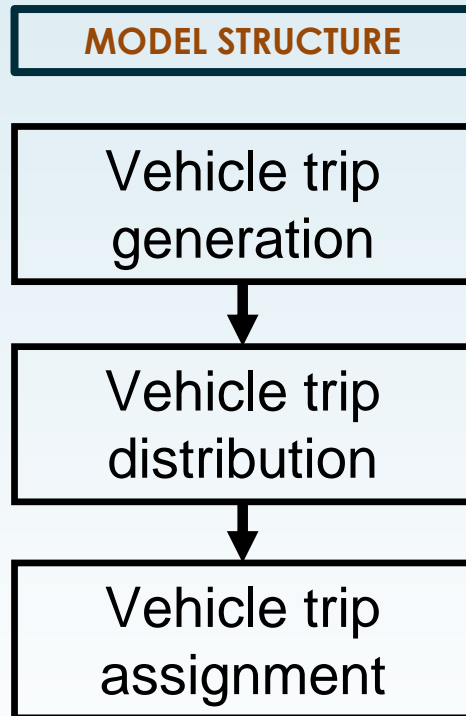 MODEL STRUCTURE
Vehicle trip
generation
Vehicle trip
distribution
Vehicle trip
assignment